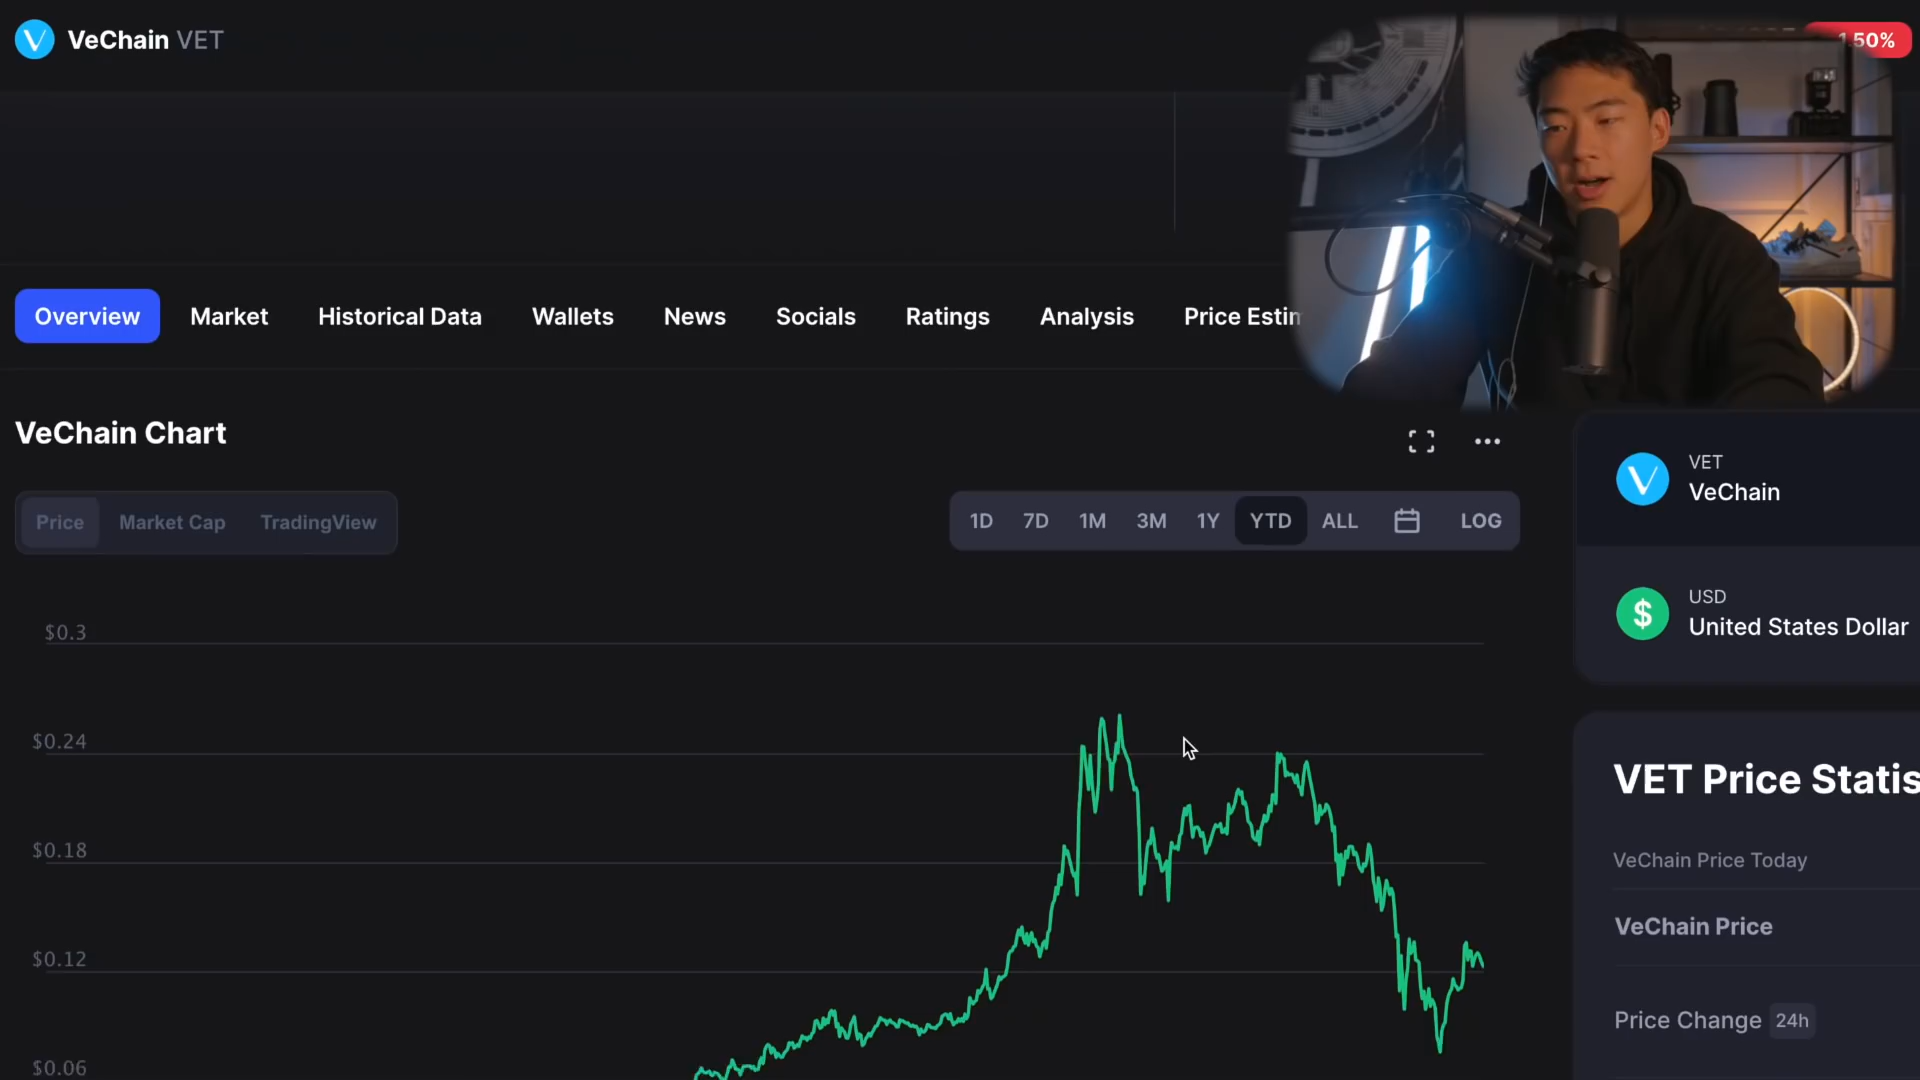 VeChain VET
1.50%
Overview Market Historical Data Wallets News Socials Ratings Analysis Price Estim
VeChain Chart
Price Market Cap TradingView
1D 7D 1M 3M 1Y YTD ALL LOG
VET
VeChain
USD
United States Dollar
$0.3
$0.24
$0.18
$0.12
$0.06
VET Price Statis
VeChain Price Today
VeChain Price
Price Change 24h